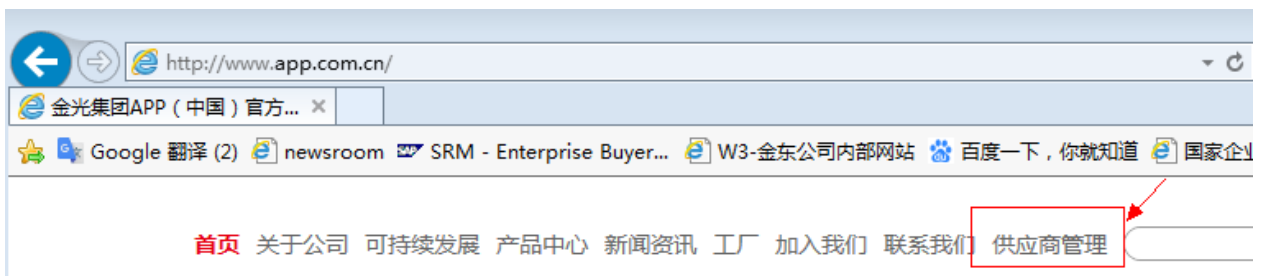 http://www.app.com.cn/
金光集团APP（中国）官方...
Google 翻译 (2) newsroom SRM - Enterprise Buyer... W3-金东公司内部网站 百度一下，你就知道 国家企业
首页 关于公司 可持续发展 产品中心 新闻资讯 工厂 加入我们 联系我们 供应商管理